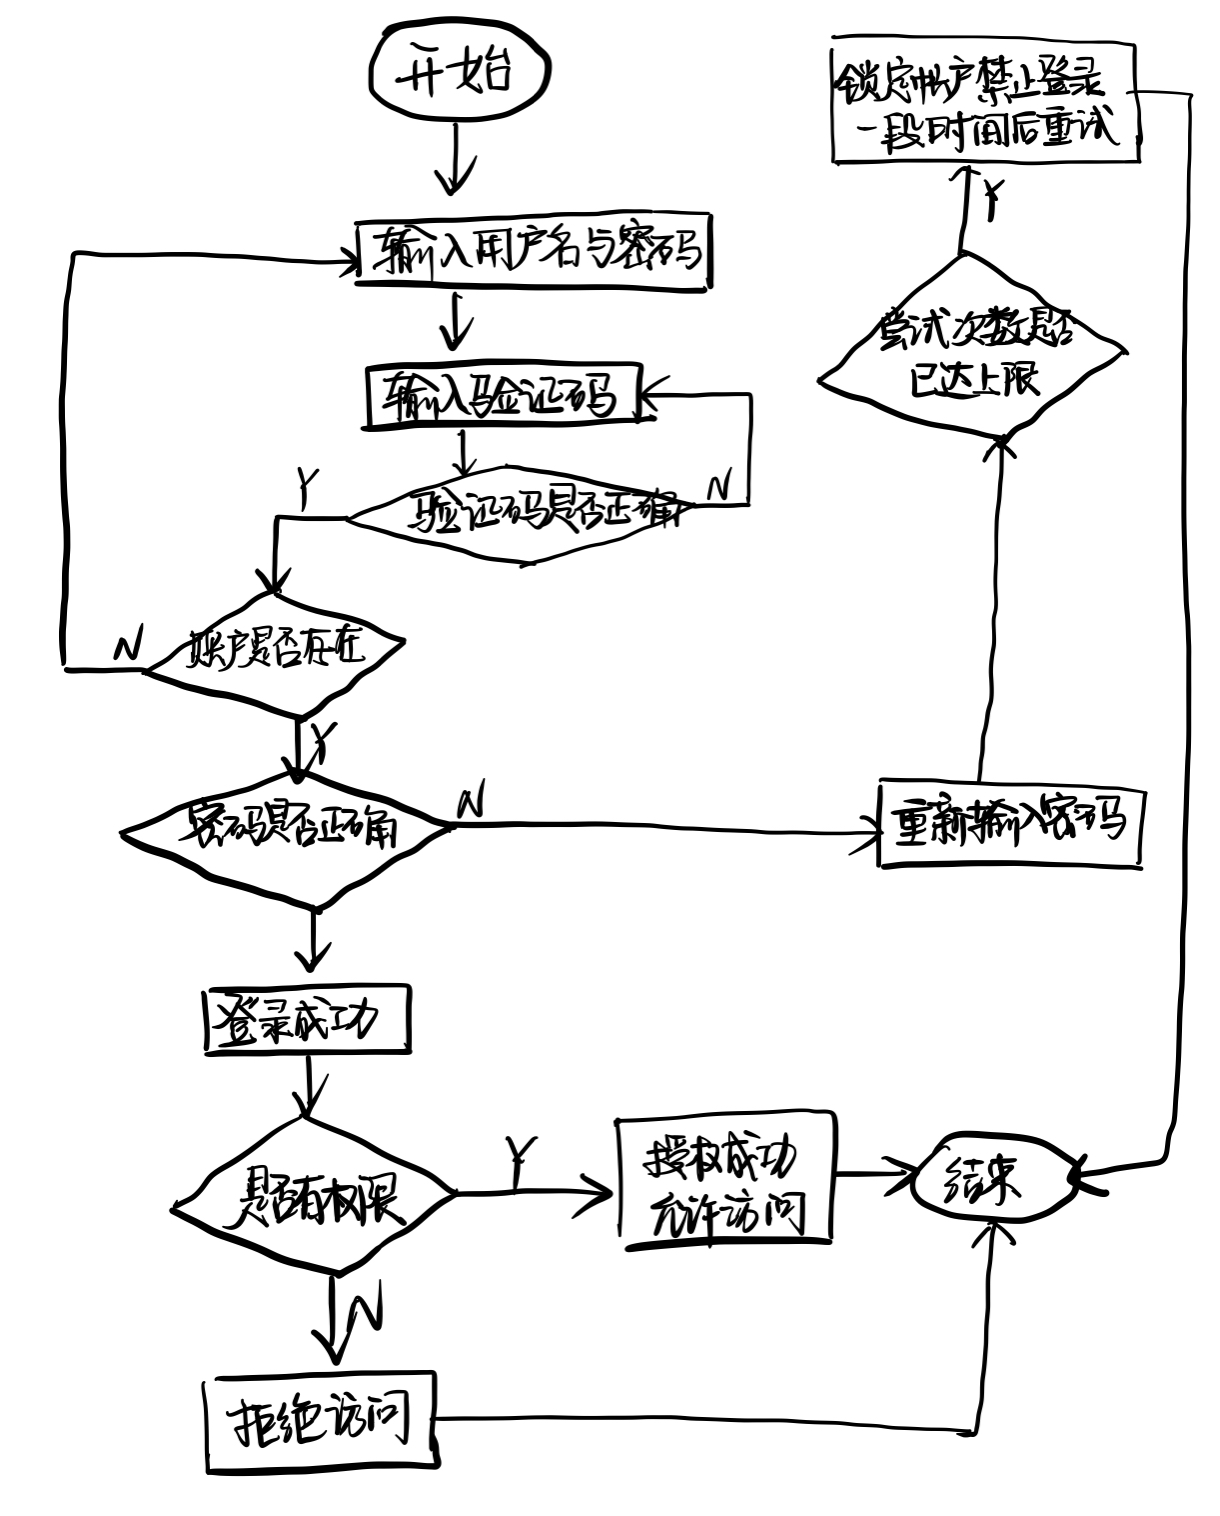 开始
锁定帐户禁止登录
一段时间后重试
Y
输入用户名与密码
尝试次数是否
已达上限
输入验证码
Y
验证码是否正确
N
N
账户是否存在
Y
密码是否正确
N
重新输入密码
登录成功
是否有权限
Y
授权成功
允许访问
结束
N
拒绝访问